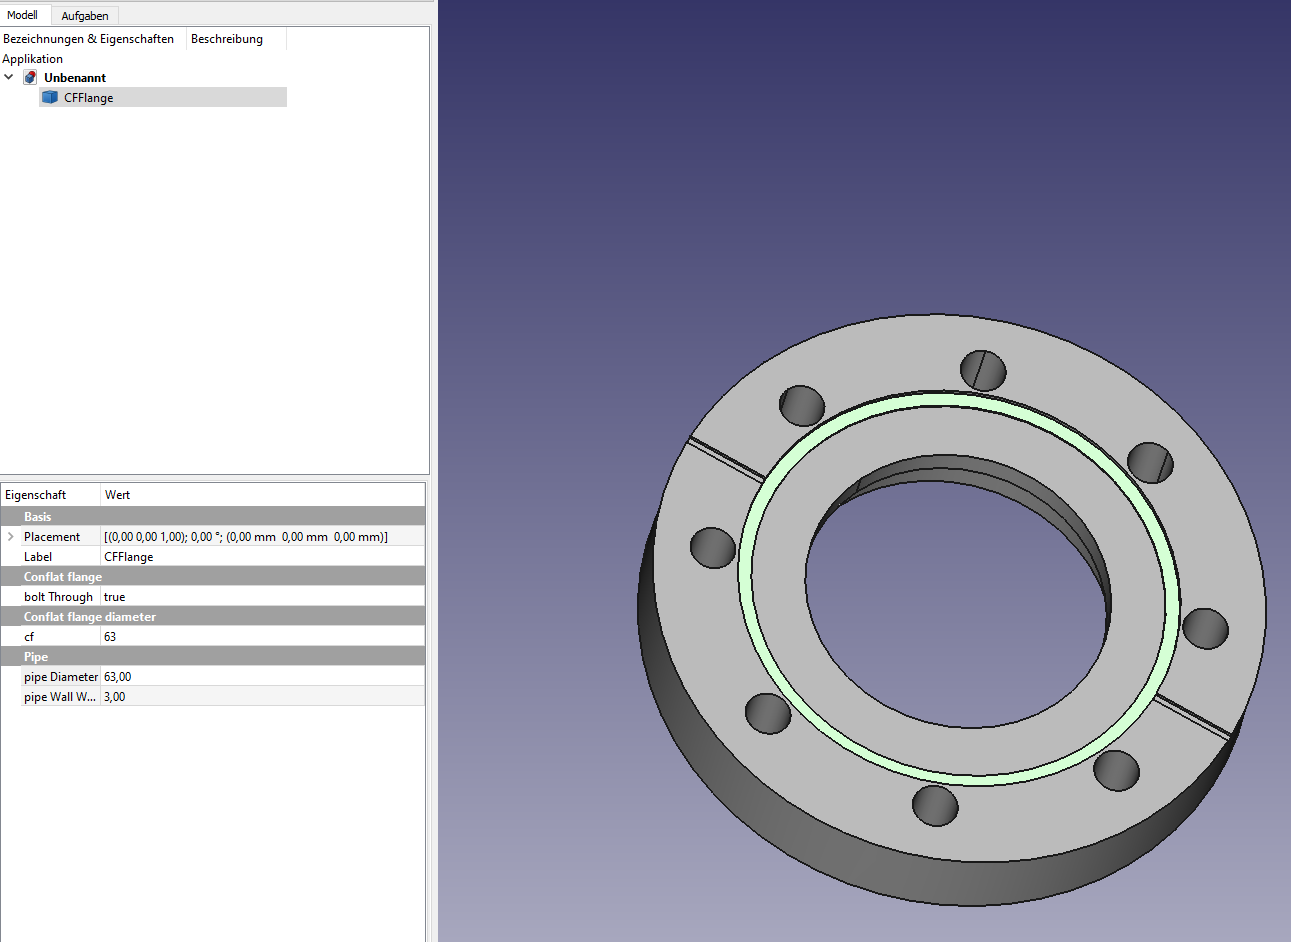 Modell Aufgaben
Bezeichnungen & Eigenschaften Beschreibung
Applikation
Unbenannt
CFFlange
Eigenschaft Wert
Basis
Placement [(0,00 0,00 1,00); 0,00 °; (0,00 mm 0,00 mm 0,00 mm)]
Label CFFlange
Conflat flange
bolt Through true
Conflat flange diameter
cf 63
Pipe
pipe Diameter 63,00
pipe Wall W... 3,00